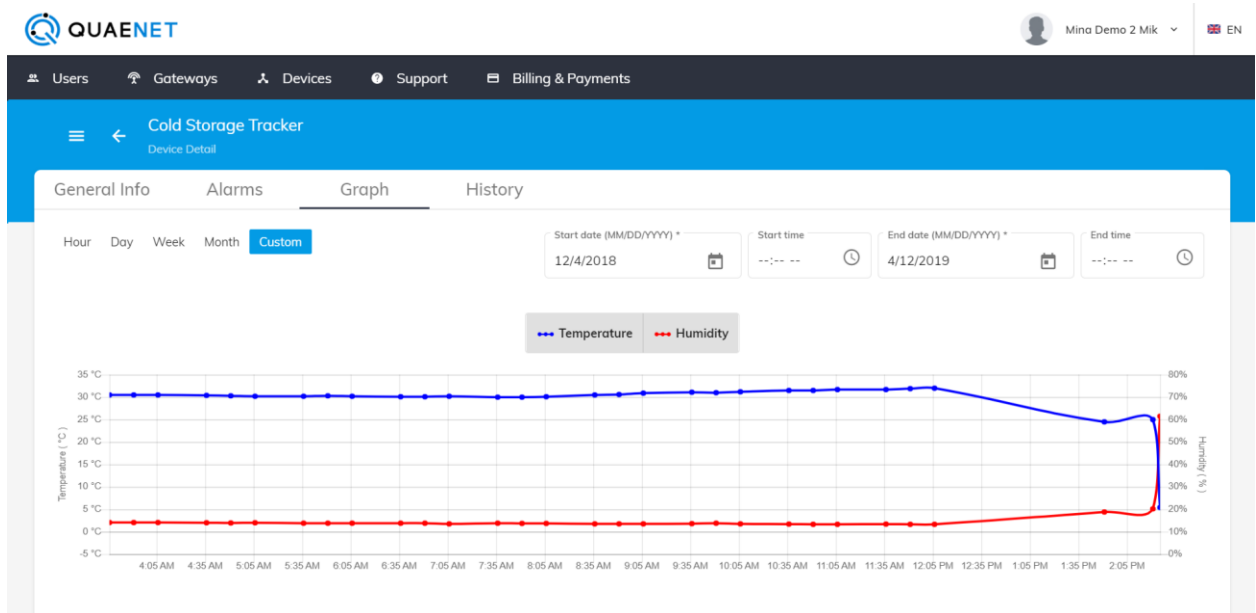 QUAENET
Mina Demo 2 Mik
EN
Users Gateways Devices Support Billing & Payments
Cold Storage Tracker
Device Detail
General Info Alarms Graph History
Hour Day Week Month Custom
Start date (MM/DD/YYYY) * Start time End date (MM/DD/YYYY) * End time
12/4/2018 --:-- -- 4/12/2019 --:-- --
Temperature Humidity
35 °C 80%
30 °C 70%
25 °C 60%
20 °C 50%
15 °C 40%
10 °C 30%
5 °C 20%
0 °C 10%
-5 °C 0%
Temperature ( °C )
Humidity ( % )
4:05 AM 4:35 AM 5:05 AM 5:35 AM 6:05 AM 6:35 AM 7:05 AM 7:35 AM 8:05 AM 8:35 AM 9:05 AM 9:35 AM 10:05 AM 10:35 AM 11:05 AM 11:35 AM 12:05 PM 12:35 PM 1:05 PM 1:35 PM 2:05 PM